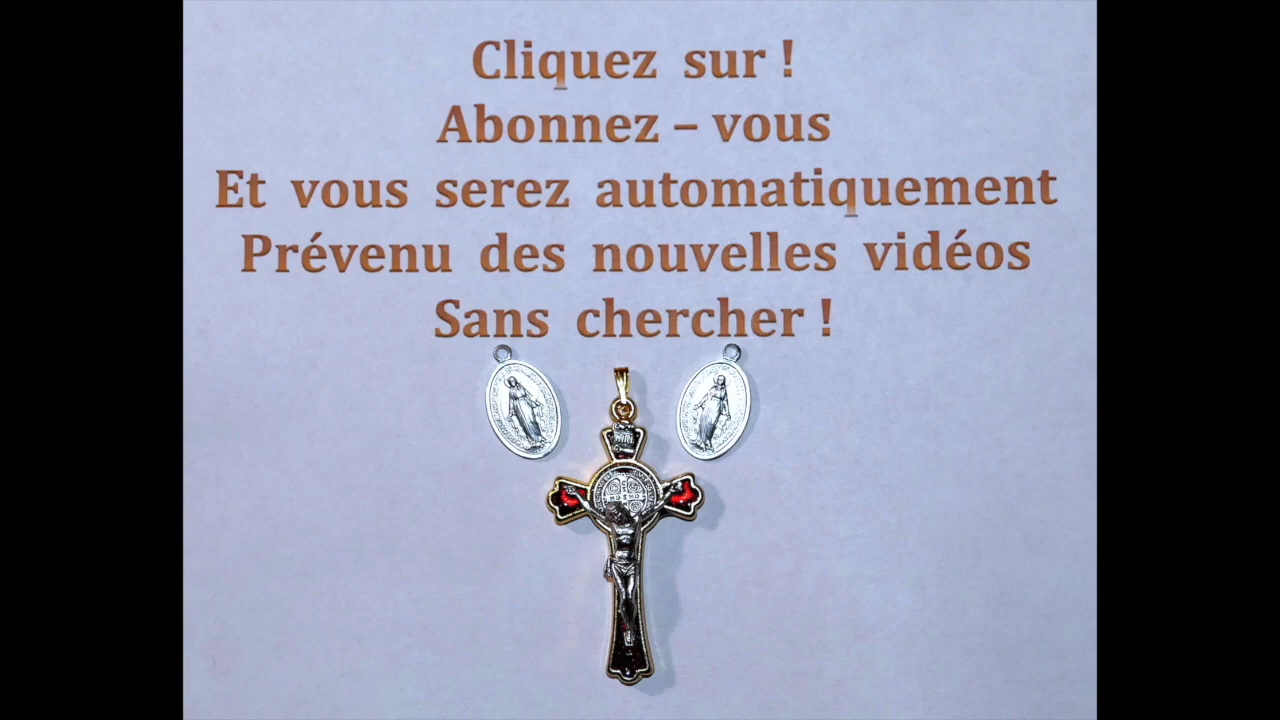 Cliquez sur !
Abonnez – vous
Et vous serez automatiquement
Prévenu des nouvelles vidéos
Sans chercher !